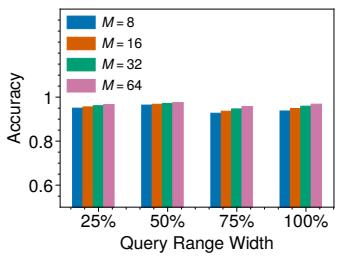 M = 8
M = 16
M = 32
M = 64
1
0.8
0.6
Accuracy
25% 50% 75% 100%
Query Range Width